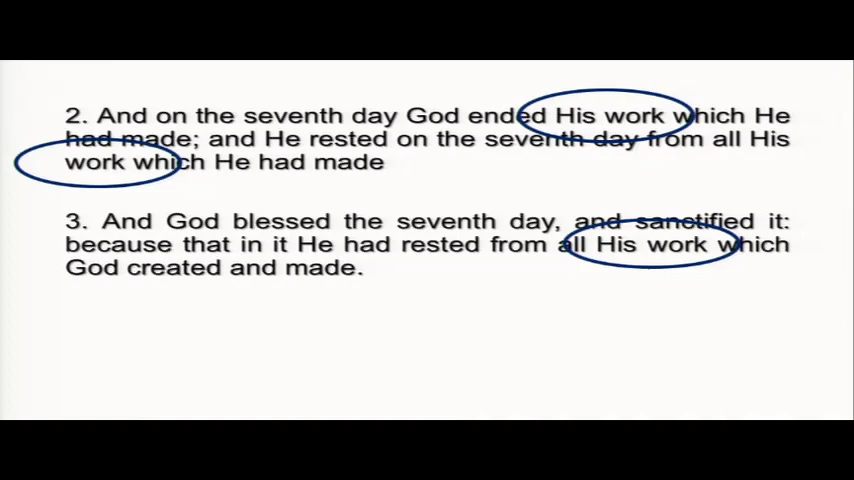 2. And on the seventh day God ended His work which He
had made; and He rested on the seventh day from all His
work which He had made
3. And God blessed the seventh day, and sanctified it:
because that in it He had rested from all His work which
God created and made.